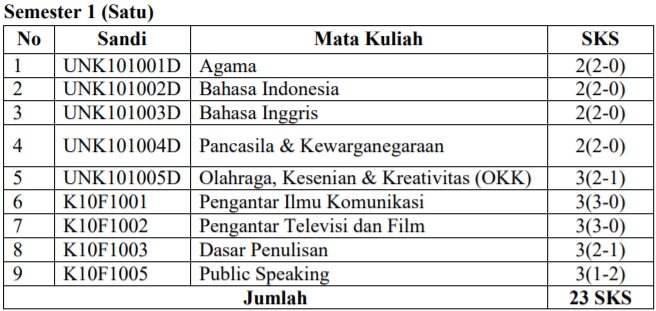 Semester 1 (Satu)
No Sandi Mata Kuliah SKS
1 UNK101001D Agama 2(2-0)
2 UNK101002D Bahasa Indonesia 2(2-0)
3 UNK101003D Bahasa Inggris 2(2-0)
4 UNK101004D Pancasila & Kewarganegaraan 2(2-0)
5 UNK101005D Olahraga, Kesenian & Kreativitas (OKK) 3(2-1)
6 K10F1001 Pengantar Ilmu Komunikasi 3(3-0)
7 K10F1002 Pengantar Televisi dan Film 3(3-0)
8 K10F1003 Dasar Penulisan 3(2-1)
9 K10F1005 Public Speaking 3(1-2)
Jumlah 23 SKS